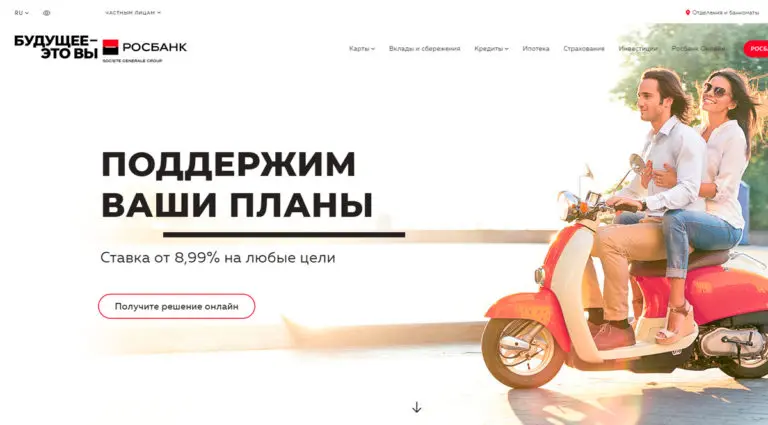 RU
ЧАСТНЫМ ЛИЦАМ
Отделения и банкоматы
БУДУЩЕЕ–
ЭТО ВЫ
РОСБАНК
SOCIETE GENERALE GROUP
Карты
Вклады и сбережения
Кредиты
Ипотека
Страхование
Инвестиции
Росбанк Онлайн
РОСБ
ПОДДЕРЖИМ
ВАШИ ПЛАНЫ
Ставка от 8,99% на любые цели
Получите решение онлайн